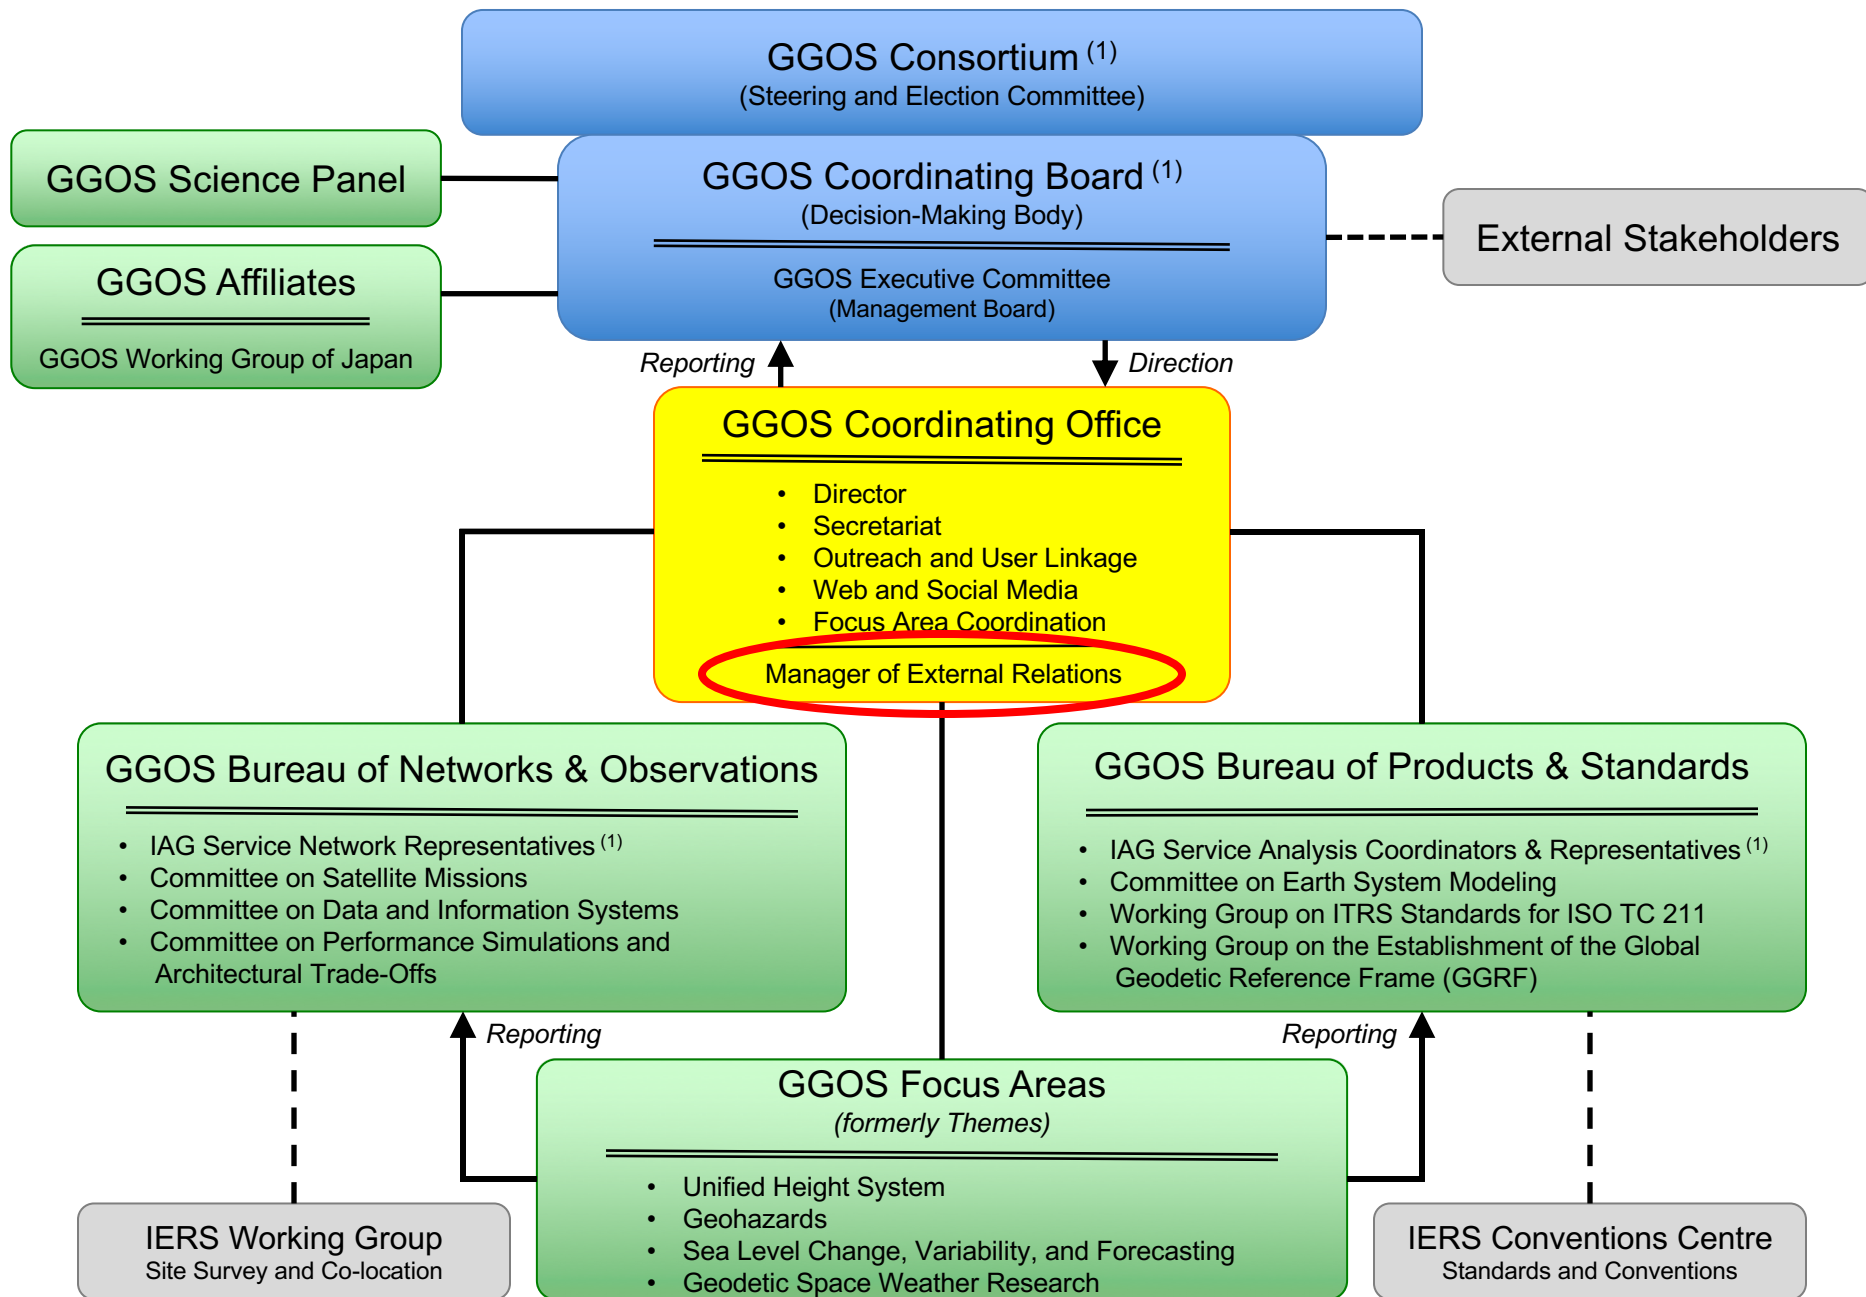 GGOS Consortium (1)
(Steering and Election Committee)
GGOS Science Panel
GGOS Coordinating Board (1)
(Decision-Making Body)
GGOS Executive Committee
(Management Board)
External Stakeholders
GGOS Affiliates
GGOS Working Group of Japan
Reporting
Direction
GGOS Coordinating Office
• Director
• Secretariat
• Outreach and User Linkage
• Web and Social Media
• Focus Area Coordination
Manager of External Relations
GGOS Bureau of Networks & Observations
• IAG Service Network Representatives (1)
• Committee on Satellite Missions
• Committee on Data and Information Systems
• Committee on Performance Simulations and
Architectural Trade-Offs
GGOS Bureau of Products & Standards
• IAG Service Analysis Coordinators & Representatives (1)
• Committee on Earth System Modeling
• Working Group on ITRS Standards for ISO TC 211
• Working Group on the Establishment of the Global
Geodetic Reference Frame (GGRF)
Reporting
Reporting
GGOS Focus Areas
(formerly Themes)
• Unified Height System
• Geohazards
• Sea Level Change, Variability, and Forecasting
• Geodetic Space Weather Research
IERS Working Group
Site Survey and Co-location
IERS Conventions Centre
Standards and Conventions